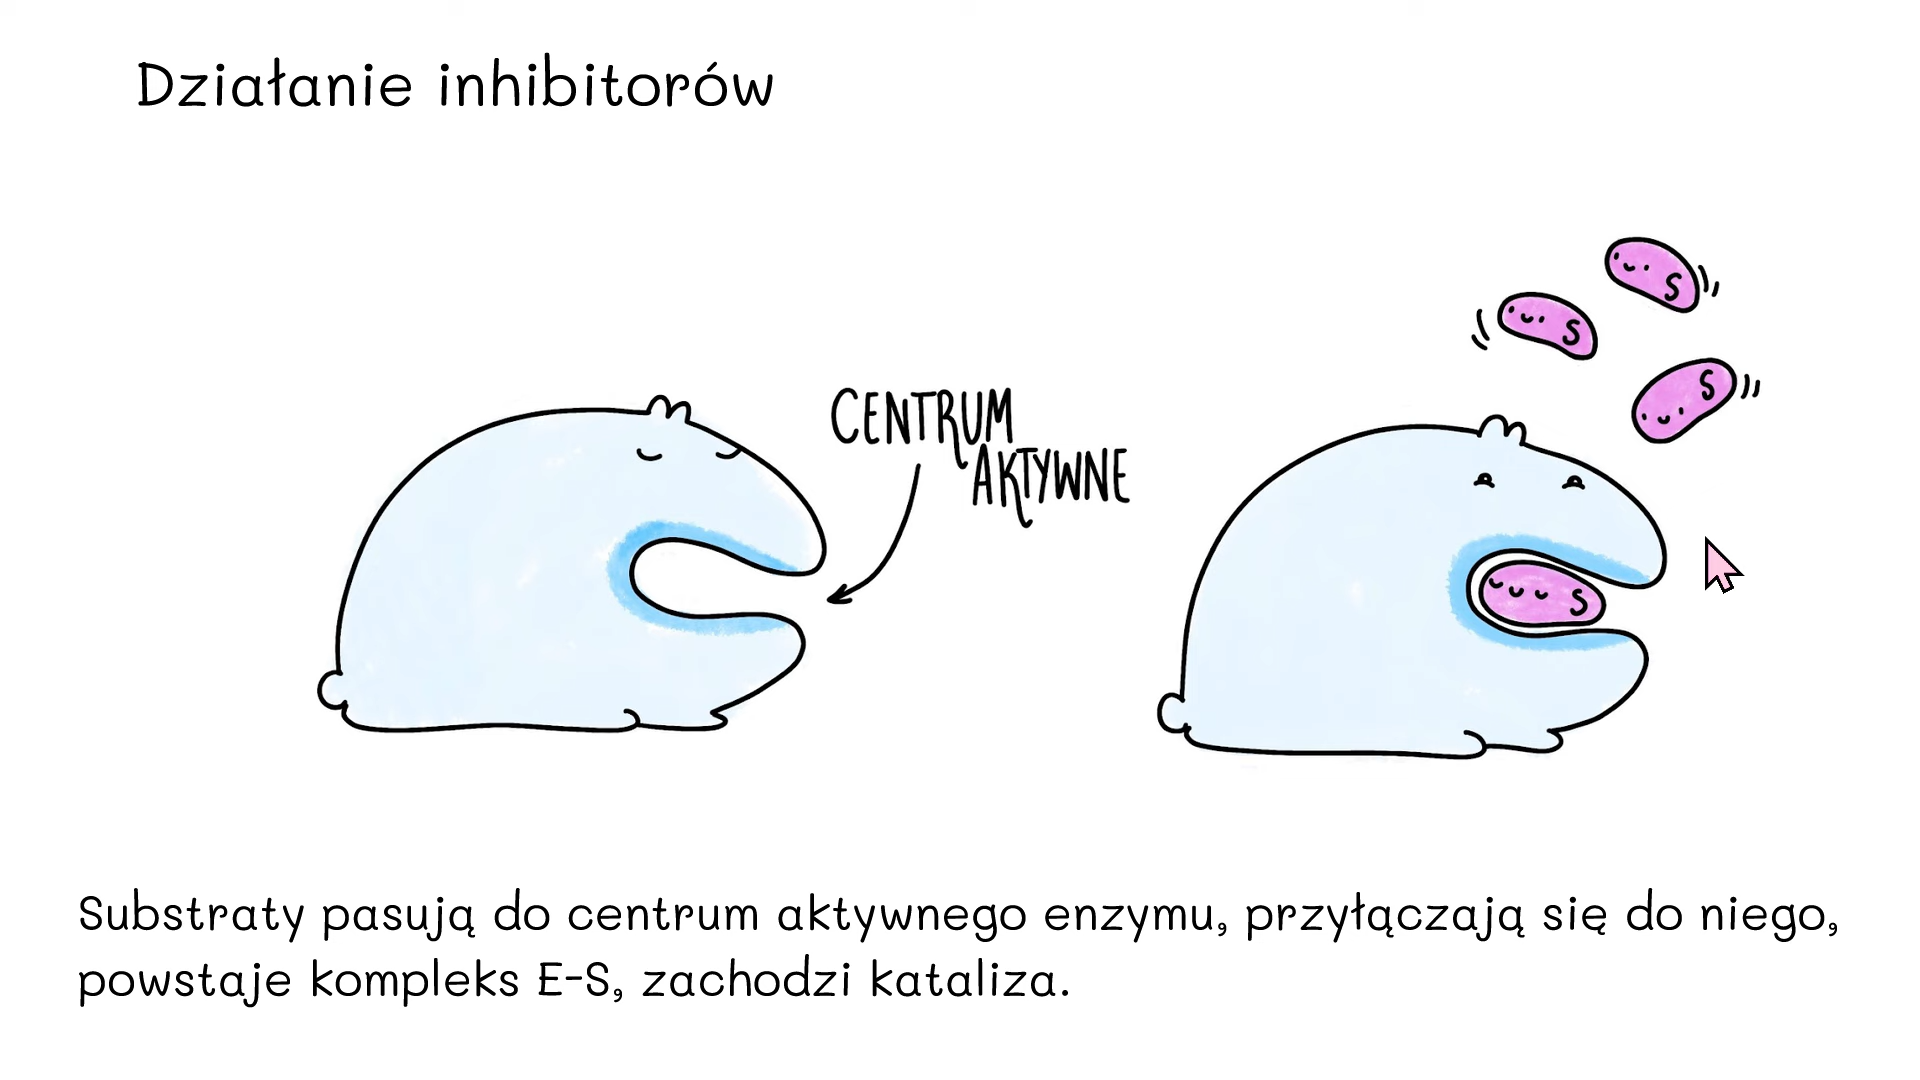 Działanie inhibitorów
CENTRUM
AKTYWNE
S
S
S
S
Substraty pasują do centrum aktywnego enzymu, przyłączają się do niego,
powstaje kompleks E-S, zachodzi kataliza.